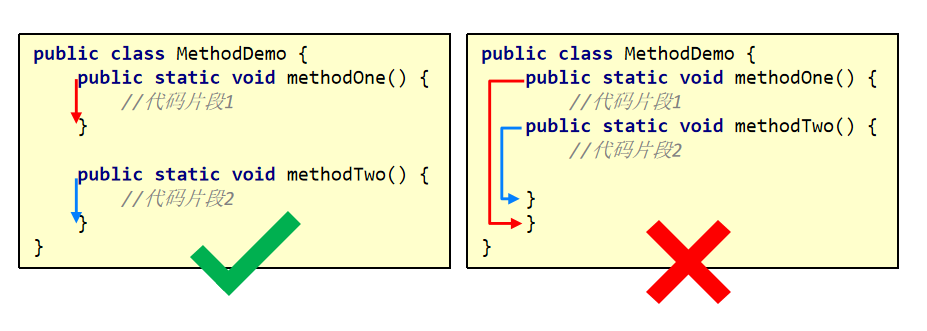 public class MethodDemo {
public static void methodOne() {
//代码片段1
}
public static void methodTwo() {
//代码片段2
}
}
public class MethodDemo {
public static void methodOne() {
//代码片段1
public static void methodTwo() {
//代码片段2
}
}
}